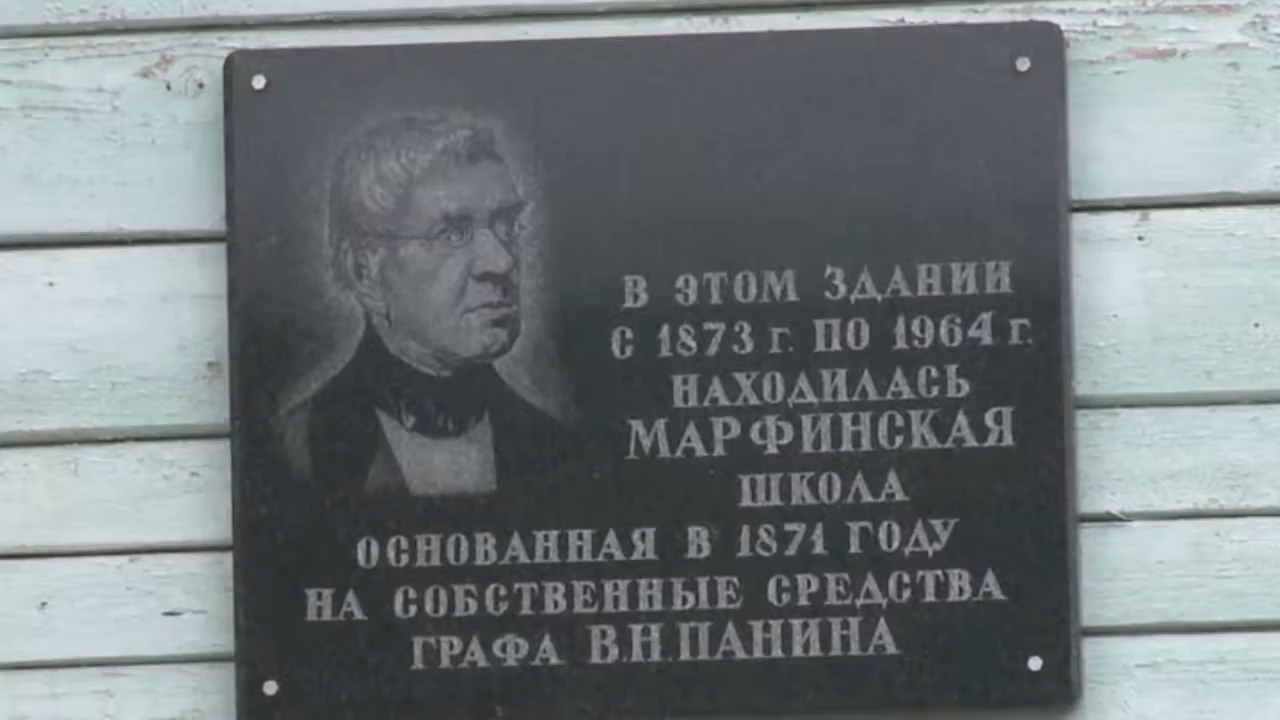 В ЭТОМ ЗДАНИИ
С 1873 г. ПО 1964 г.
НАХОДИЛАСЬ
МАРФИНСКАЯ
ШКОЛА
ОСНОВАННАЯ В 1871 ГОДУ
НА СОБСТВЕННЫЕ СРЕДСТВА
ГРАФА В.Н.ПАНИНА